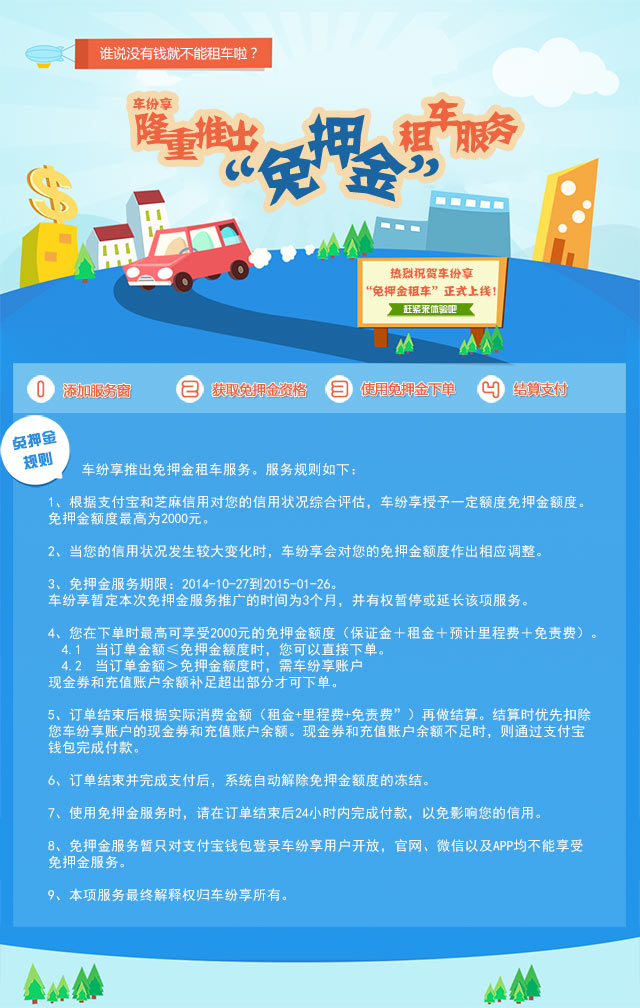 谁说没有钱就不能租车啦？
车纷享
隆重推出“免押金”租车服务
热烈祝贺车纷享
“免押金租车”正式上线！
赶紧来体验吧
1 添加服务窗 2 获取免押金资格 3 使用免押金下单 4 结算支付
免押金
规则
车纷享推出免押金租车服务。服务规则如下：
1、根据支付宝和芝麻信用对您的信用状况综合评估，车纷享授予一定额度免押金额度。
免押金额度最高为2000元。
2、当您的信用状况发生较大变化时，车纷享会对您的免押金额度作出相应调整。
3、免押金服务期限：2014-10-27到2015-01-26。
车纷享暂定本次免押金服务推广的时间为3个月，并有权暂停或延长该项服务。
4、您在下单时最高可享受2000元的免押金额度（保证金＋租金＋预计里程费＋免责费）。
4.1 当订单金额≤免押金额度时，您可以直接下单。
4.2 当订单金额＞免押金额度时，需车纷享账户
现金券和充值账户余额补足超出部分才可下单。
5、订单结束后根据实际消费金额（租金+里程费+免责费”）再做结算。结算时优先扣除
您车纷享账户的现金券和充值账户余额。现金券和充值账户余额不足时，则通过支付宝
钱包完成付款。
6、订单结束并完成支付后，系统自动解除免押金额度的冻结。
7、使用免押金服务时，请在订单结束后24小时内完成付款，以免影响您的信用。
8、免押金服务暂只对支付宝钱包登录车纷享用户开放，官网、微信以及APP均不能享受
免押金服务。
9、本项服务最终解释权归车纷享所有。